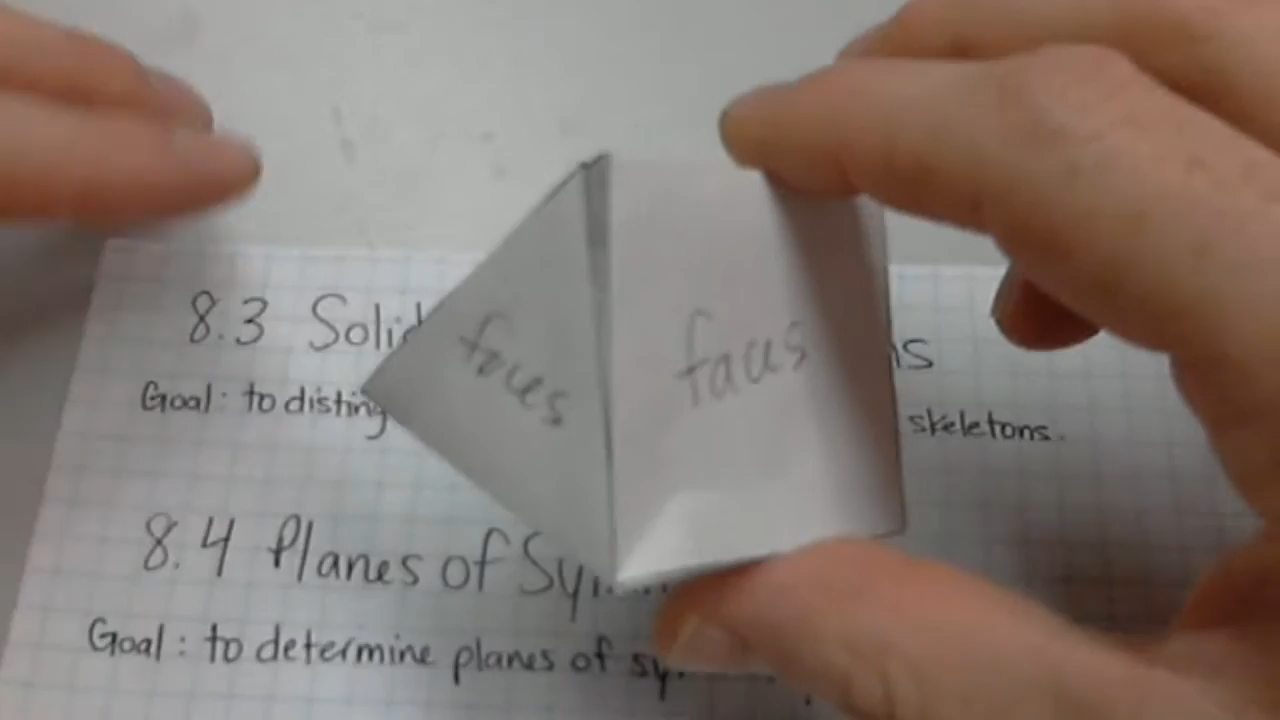 8.3 Solid
Goal: to disting
skeletons.
faces
faces
8.4 Planes of Sy
Goal: to determine planes of sy